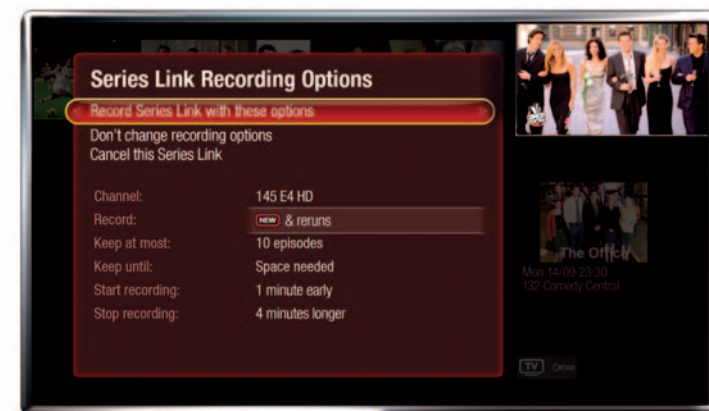 Series Link Recording Options
Record Series Link with these options
Don't change recording options
Cancel this Series Link
Channel: 145 E4 HD
Record: NEW & reruns
Keep at most: 10 episodes
Keep until: Space needed
Start recording: 1 minute early
Stop recording: 4 minutes longer
The Office
Mon 14/09 23.30
132 Comedy Central
TV Online